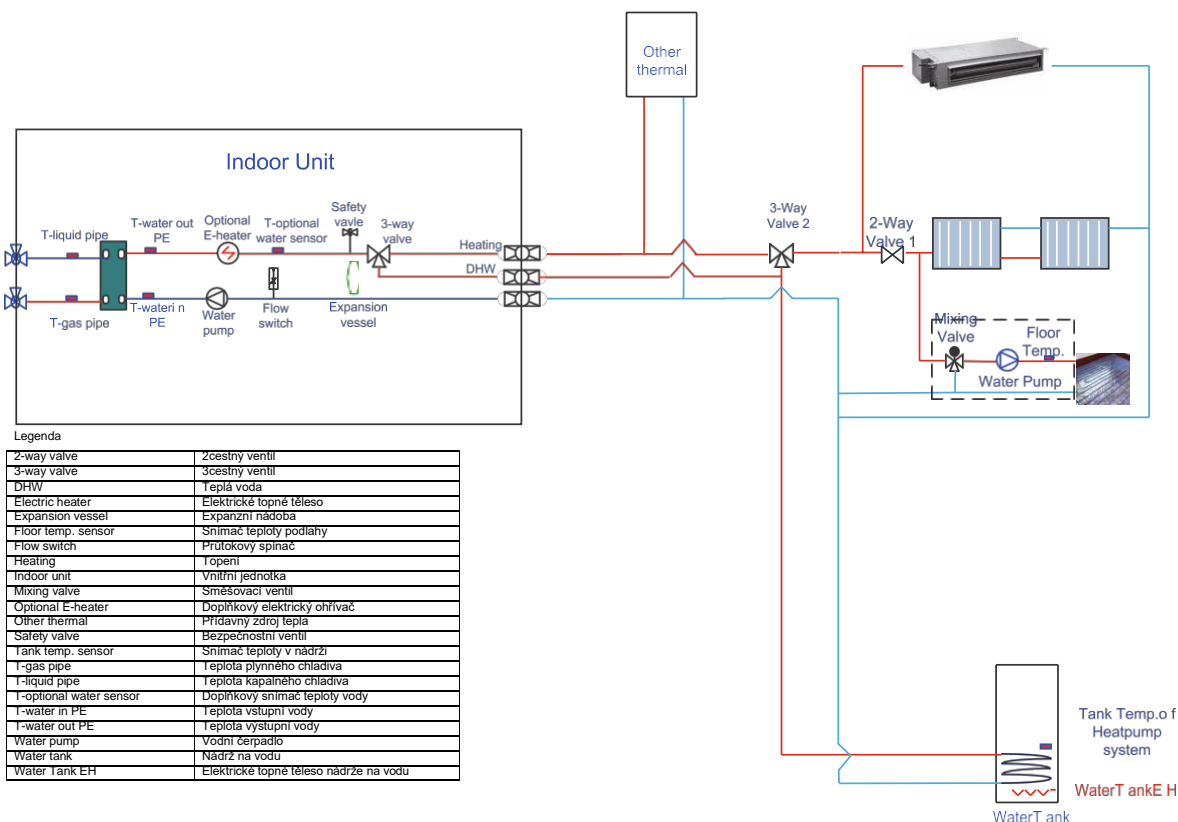 Other
thermal
Indoor Unit
T-liquid pipe
T-water out
PE
Optional
E-heater
T-optional
water sensor
Safety
vavle
3-way
valve
Heating
DHW
T-gas pipe
T-wateri n
PE
Water
pump
Flow
switch
Expansion
vessel
3-Way
Valve 2
2-Way
Valve 1
Mixing
Valve
Floor
Temp.
Water Pump
Legenda
2-way valve 2cestný ventil
3-way valve 3cestný ventil
DHW Teplá voda
Electric heater Elektrické topné těleso
Expansion vessel Expanzní nádoba
Floor temp. sensor Snímač teploty podlahy
Flow switch Průtokový spínač
Heating Topení
Indoor unit Vnitřní jednotka
Mixing valve Směšovací ventil
Optional E-heater Doplňkový elektrický ohřívač
Other thermal Přídavný zdroj tepla
Safety valve Bezpečnostní ventil
Tank temp. sensor Snímač teploty v nádrži
T-gas pipe Teplota plynného chladiva
T-liquid pipe Teplota kapalného chladiva
T-optional water sensor Doplňkový snímač teploty vody
T-water in PE Teplota vstupní vody
T-water out PE Teplota výstupní vody
Water pump Vodní čerpadlo
Water tank Nádrž na vodu
Water Tank EH Elektrické topné těleso nádrže na vodu
Tank Temp.o f
Heatpump
system
WaterT ankE H
WaterT ank